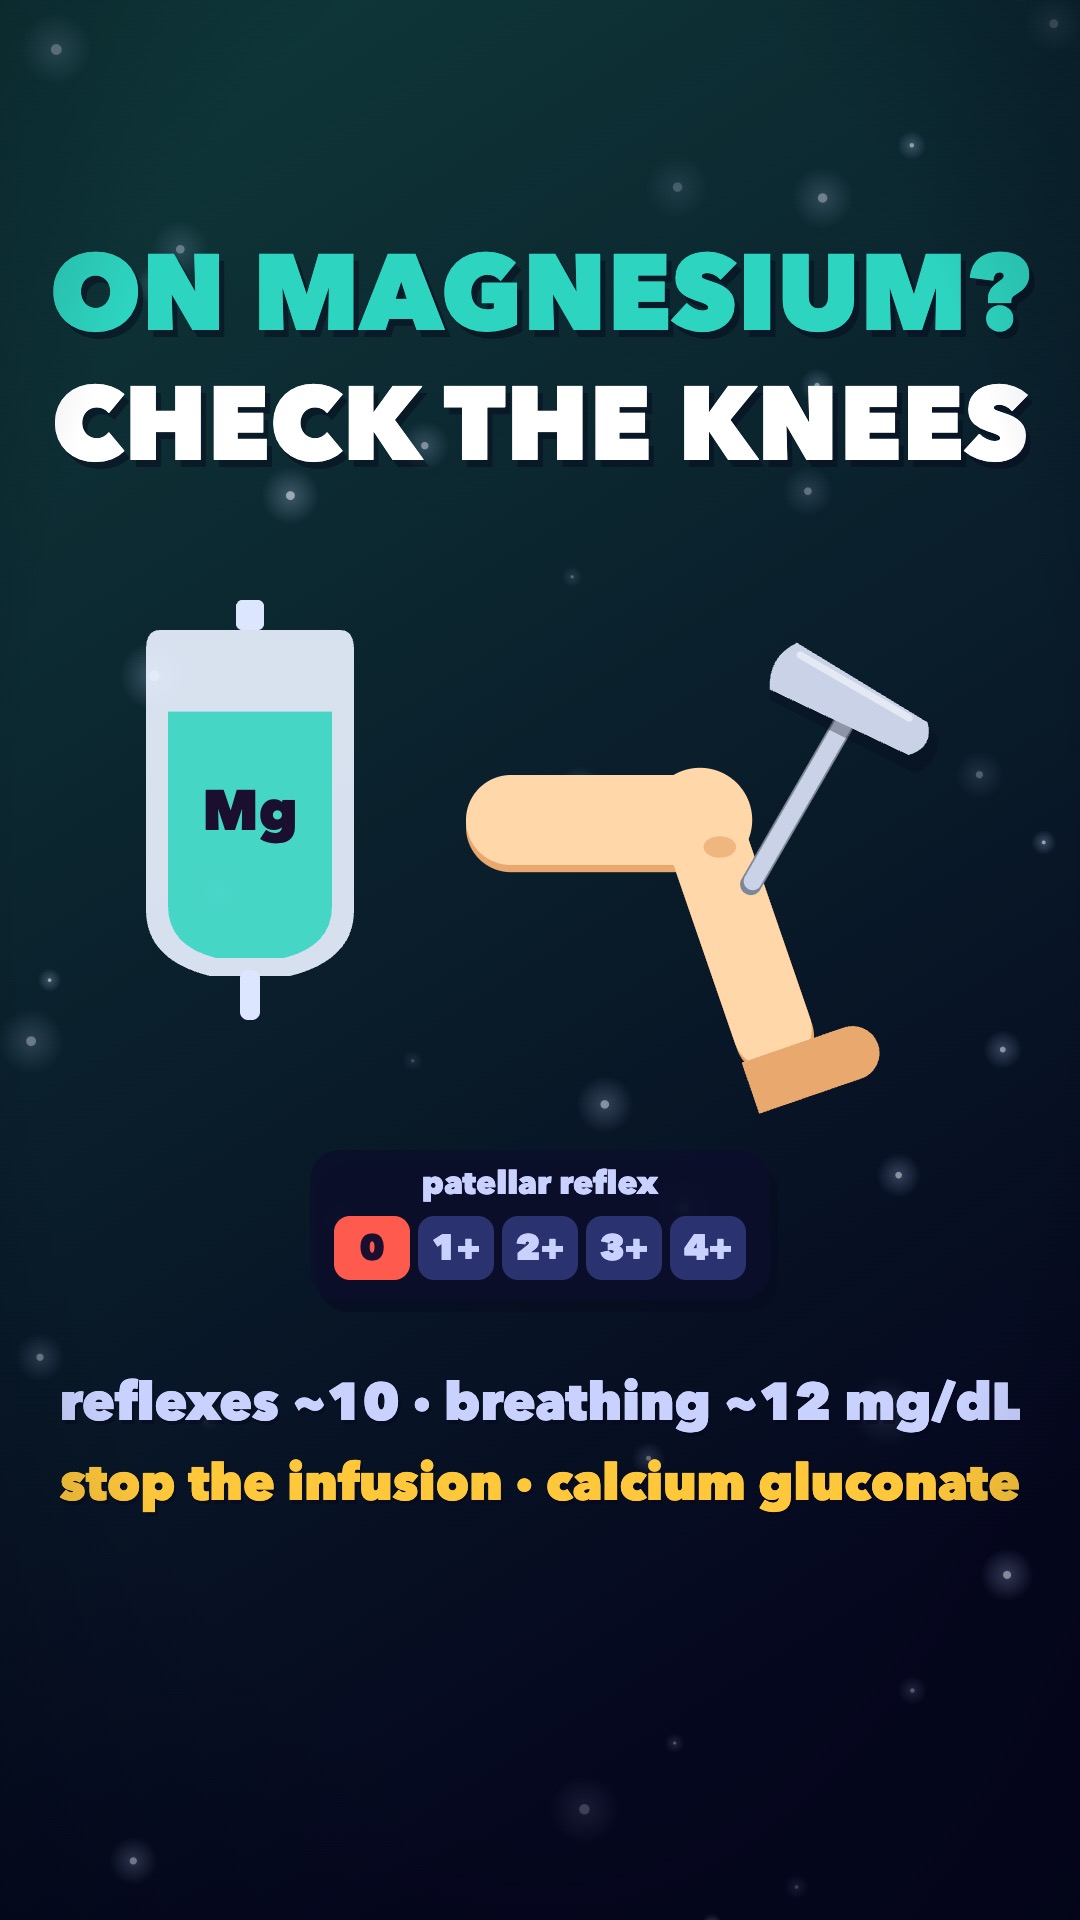 ON MAGNESIUM?
CHECK THE KNEES
Mg
patellar reflex
0 1+ 2+ 3+ 4+
reflexes ~10 • breathing ~12 mg/dL
stop the infusion • calcium gluconate